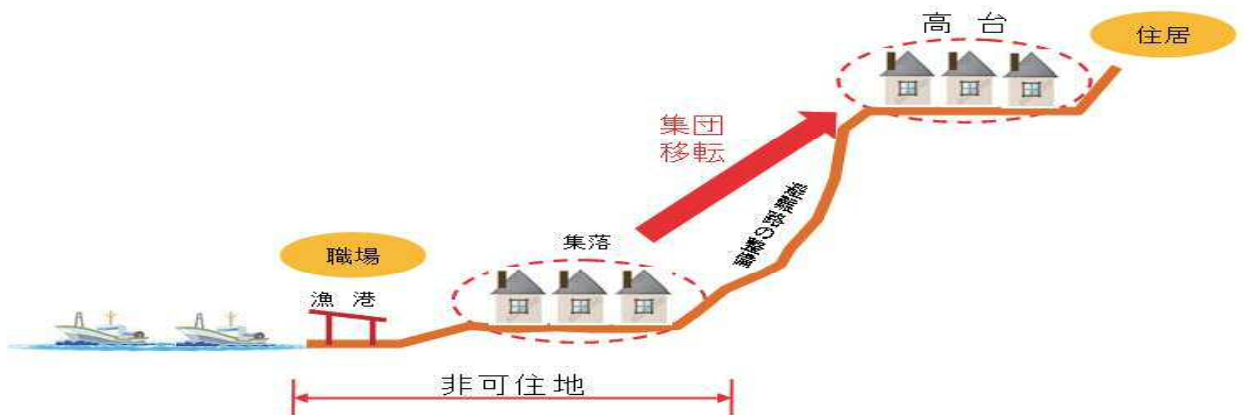 高 台
住居
集団
移転
避難路の整備
集落
職場
漁 港
非可住地